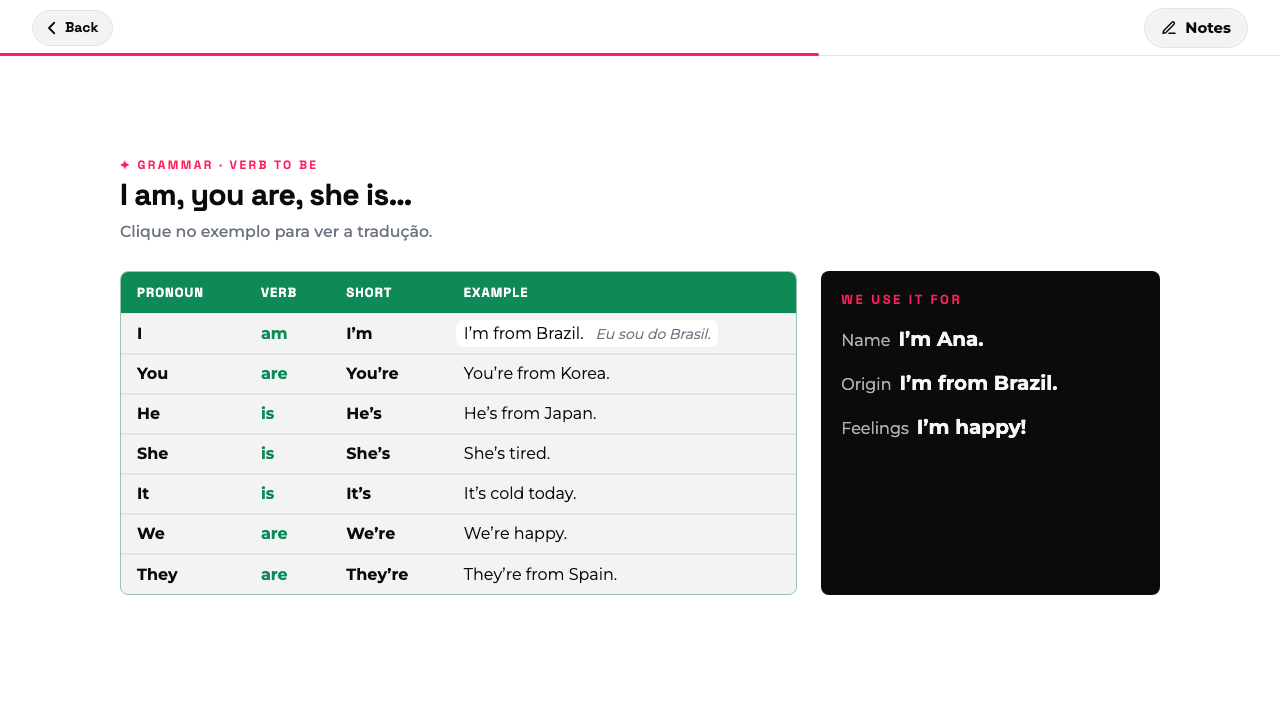 Back
Notes
✦ GRAMMAR · VERB TO BE
I am, you are, she is...
Clique no exemplo para ver a tradução.
PRONOUN VERB SHORT EXAMPLE
I am I’m I’m from Brazil. Eu sou do Brasil.
You are You’re You’re from Korea.
He is He’s He’s from Japan.
She is She’s She’s tired.
It is It’s It’s cold today.
We are We’re We’re happy.
They are They’re They’re from Spain.
WE USE IT FOR
Name I’m Ana.
Origin I’m from Brazil.
Feelings I’m happy!